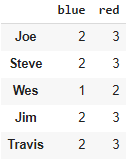 blue red
Joe 2 3
Steve 2 3
Wes 1 2
Jim 2 3
Travis 2 3